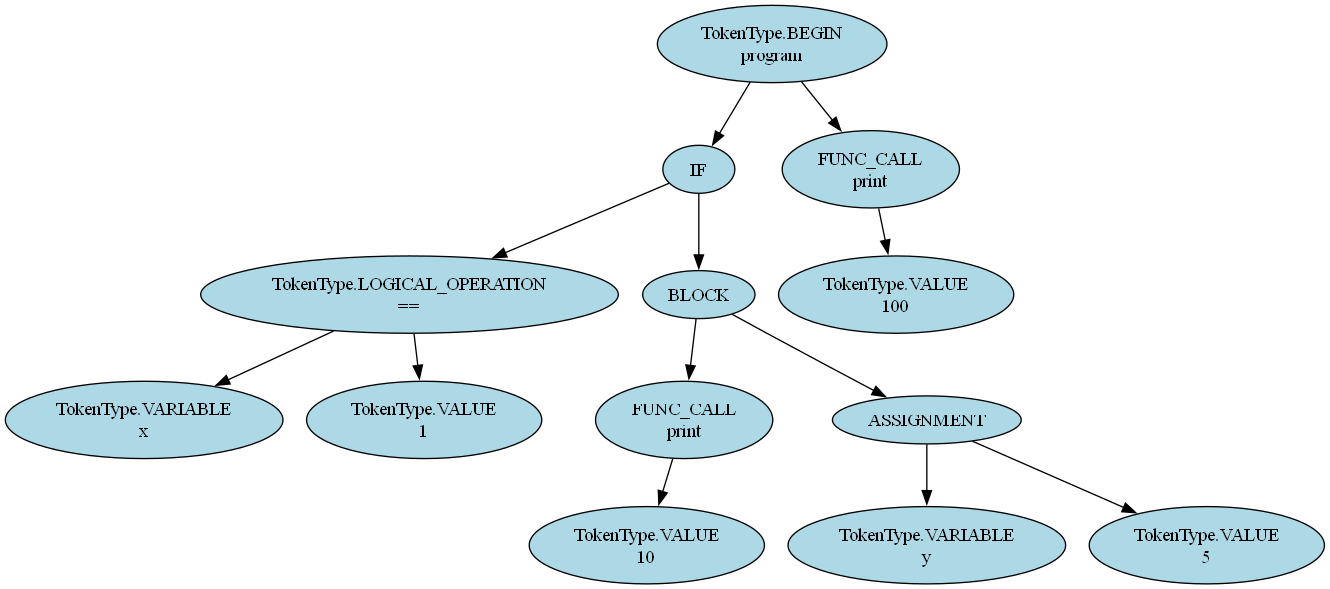 TokenType.BEGIN
program
IF
FUNC_CALL
print
TokenType.LOGICAL_OPERATION
==
BLOCK
TokenType.VALUE
100
TokenType.VARIABLE
x
TokenType.VALUE
1
FUNC_CALL
print
ASSIGNMENT
TokenType.VALUE
10
TokenType.VARIABLE
y
TokenType.VALUE
5